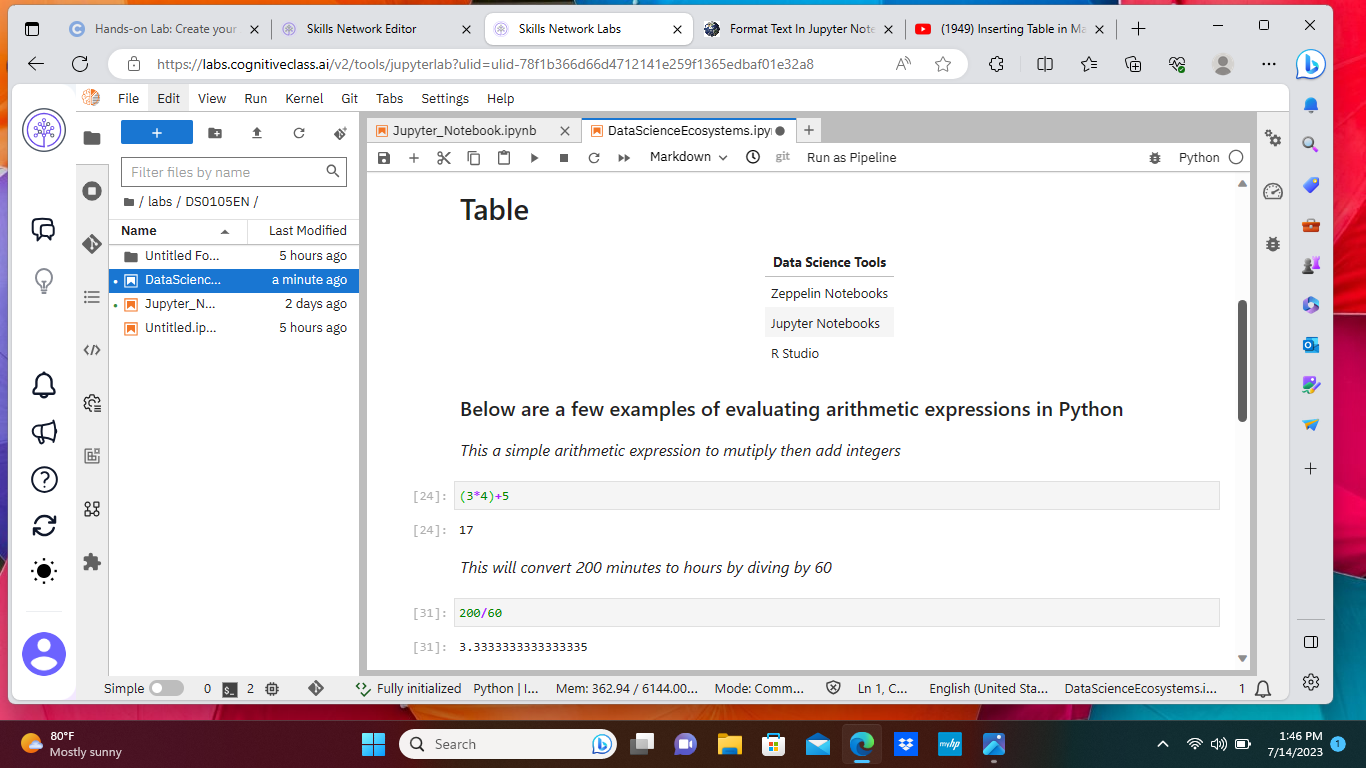 Hands-on Lab: Create your
Skills Network Editor
Skills Network Labs
Format Text In Jupyter Note
(1949) Inserting Table in Ma
https://labs.cognitiveclass.ai/v2/tools/jupyterlab?ulid=ulid-78f1b366d66d4712141e259f1365edbaf01e32a8
File Edit View Run Kernel Git Tabs Settings Help
Jupyter_Notebook.ipynb
DataScienceEcosystems.ipyn
Markdown
git
Run as Pipeline
Python
Filter files by name
/ labs / DS0105EN /
Name Last Modified
Untitled Fo... 5 hours ago
DataScienc... a minute ago
Jupyter_N... 2 days ago
Untitled.ip... 5 hours ago
Table
Data Science Tools
Zeppelin Notebooks
Jupyter Notebooks
R Studio
Below are a few examples of evaluating arithmetic expressions in Python
This a simple arithmetic expression to mutiply then add integers
[24]: (3*4)+5
[24]: 17
This will convert 200 minutes to hours by diving by 60
[31]: 200/60
[31]: 3.3333333333333335
Simple 0 2 Fully initialized Python | I... Mem: 362.94 / 6144.00... Mode: Comm... Ln 1, C... English (United Sta... DataScienceEcosystems.i... 1
80°F
Mostly sunny
Search
myhp
1:46 PM
7/14/2023
1